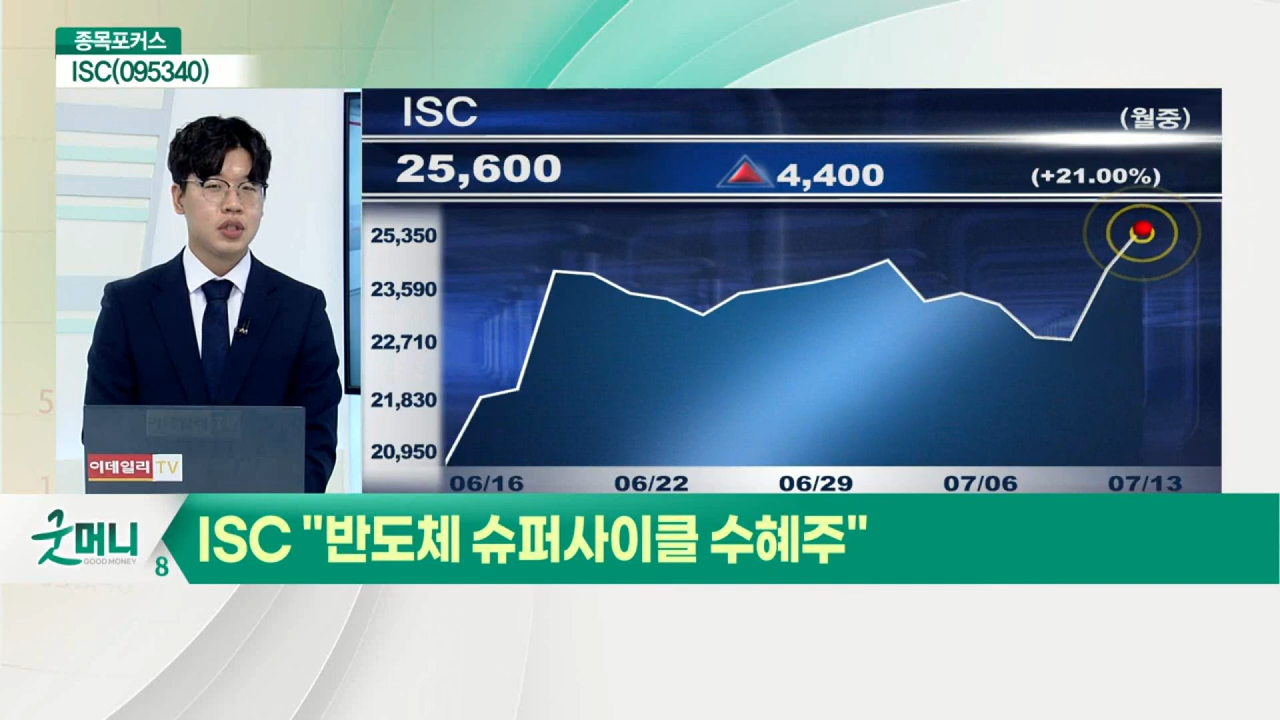 종목포커스
ISC(095340)
ISC
(월중)
25,600
4,400
(+21.00%)
25,350
23,590
22,710
21,830
20,950
06/16
06/22
06/29
07/06
07/13
이데일리 TV
굿머니
GOOD MONEY
8
ISC "반도체 슈퍼사이클 수혜주"
5
1